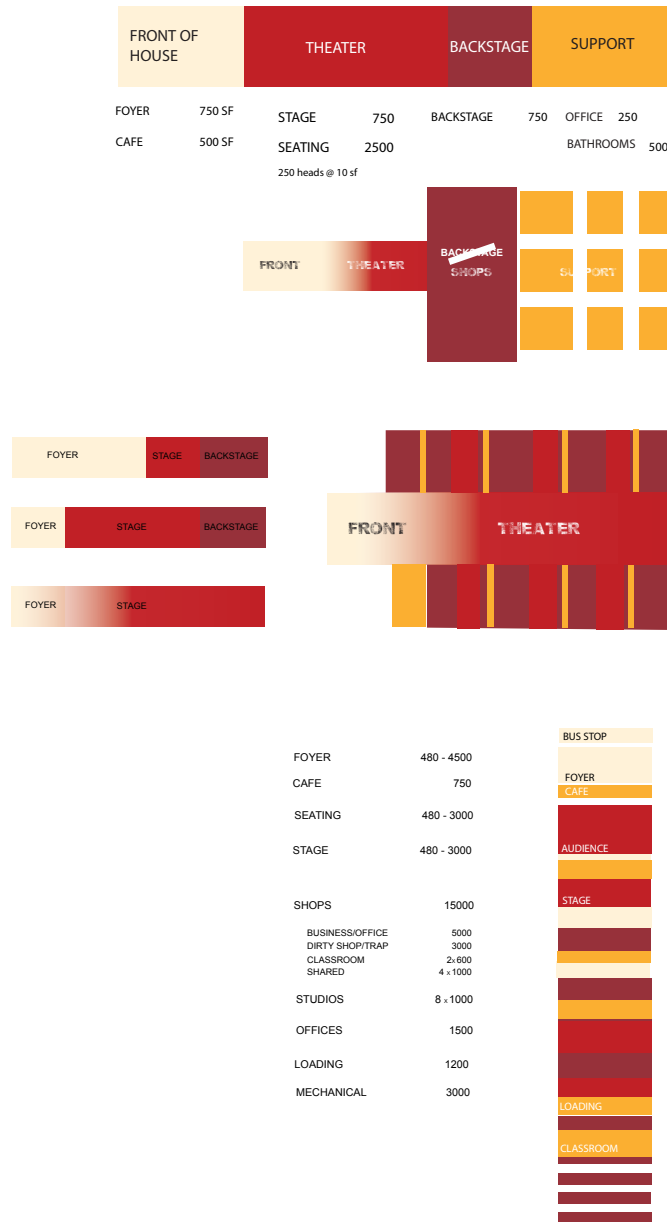 FRONT OF
HOUSE
THEATER
BACKSTAGE
SUPPORT
FOYER 750 SF
CAFE 500 SF
STAGE 750
SEATING 2500
250 heads @ 10 sf
BACKSTAGE 750
OFFICE 250
BATHROOMS 500
FRONT THEATER
BACKSTAGE
SHOPS
SUPPORT
FOYER STAGE BACKSTAGE
FOYER STAGE BACKSTAGE
FOYER STAGE
FRONT THEATER
FOYER 480 - 4500
CAFE 750
SEATING 480 - 3000
STAGE 480 - 3000
SHOPS 15000
BUSINESS/OFFICE 5000
DIRTY SHOP/TRAP 3000
CLASSROOM 2x600
SHARED 4 x1000
STUDIOS 8 x1000
OFFICES 1500
LOADING 1200
MECHANICAL 3000
BUS STOP
FOYER
CAFE
AUDIENCE
STAGE
LOADING
CLASSROOM